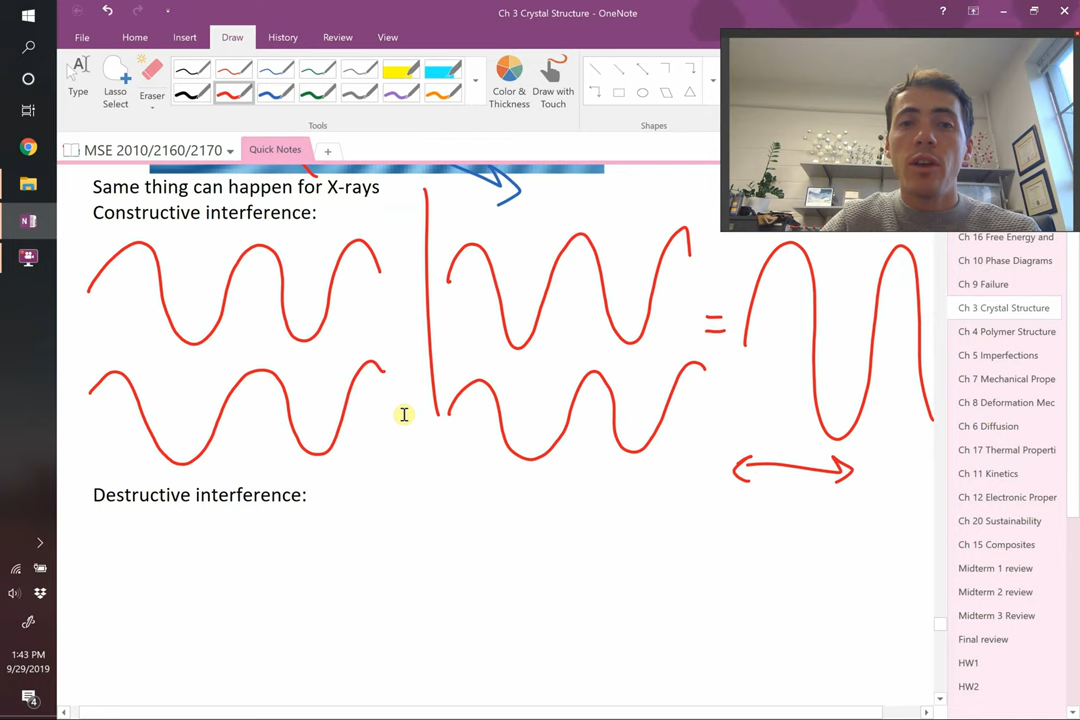 Ch 3 Crystal Structure - OneNote
?
File
Home
Insert
Draw
History
Review
View
Type
Lasso
Select
Eraser
Color &
Thickness
Draw with
Touch
Tools
Shapes
MSE 2010/2160/2170
Quick Notes
+
Same thing can happen for X-rays
Constructive interference:
=
Destructive interference:
Ch 16 Free Energy and
Ch 10 Phase Diagrams
Ch 9 Failure
Ch 3 Crystal Structure
Ch 4 Polymer Structure
Ch 5 Imperfections
Ch 7 Mechanical Prope
Ch 8 Deformation Mec
Ch 6 Diffusion
Ch 17 Thermal Properti
Ch 11 Kinetics
Ch 12 Electronic Proper
Ch 20 Sustainability
Ch 15 Composites
Midterm 1 review
Midterm 2 review
Midterm 3 Review
Final review
HW1
HW2
1:43 PM
9/29/2019
4